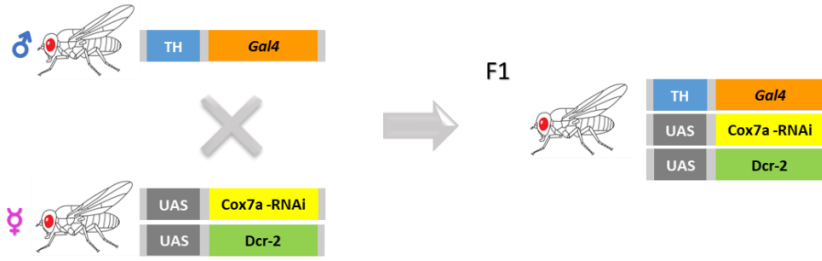 TH Gal4
UAS Cox7a -RNAi
UAS Dcr-2
F1
TH Gal4
UAS Cox7a -RNAi
UAS Dcr-2